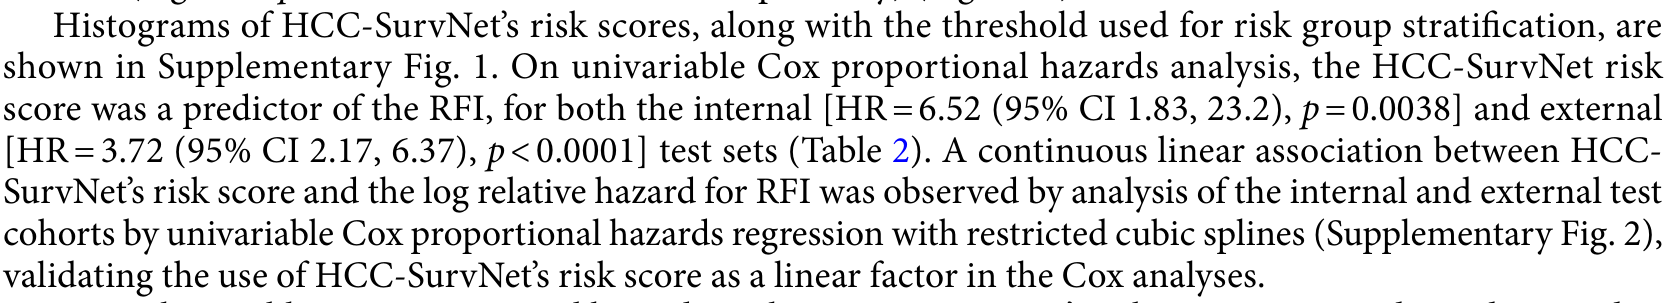 Histograms of HCC-SurvNet's risk scores, along with the threshold used for risk group stratification, are
shown in Supplementary Fig. 1. On univariable Cox proportional hazards analysis, the HCC-SurvNet risk
score was a predictor of the RFI, for both the internal [HR = 6.52 (95% CI 1.83, 23.2), p = 0.0038] and external
[HR = 3.72 (95% CI 2.17, 6.37), p < 0.0001] test sets (Table 2). A continuous linear association between HCC-
SurvNet's risk score and the log relative hazard for RFI was observed by analysis of the internal and external test
cohorts by univariable Cox proportional hazards regression with restricted cubic splines (Supplementary Fig. 2),
validating the use of HCC-SurvNet's risk score as a linear factor in the Cox analyses.